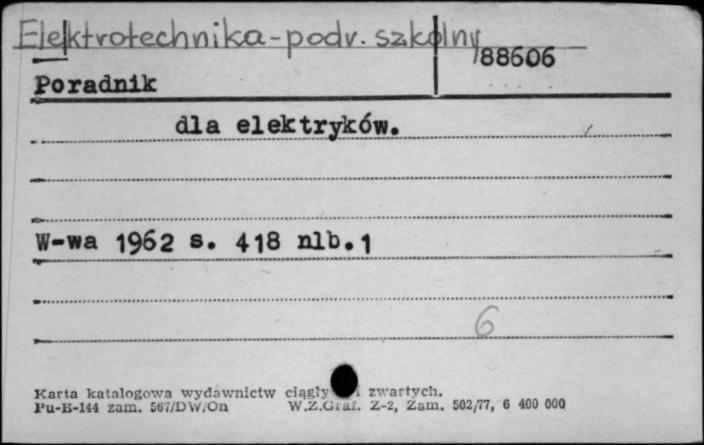 Elektrotechnika-podr. szkolny
88606
Poradnik
dla elektryków.
W-wa 1962 s. 418 nlb.1
6
Karta katalogowa wydawnictw ciągły i zwartych.
Pu-B-144 zam. 567/DW/On W.Z.Graf. Z-2, Zam. 502/77, 6 400 000